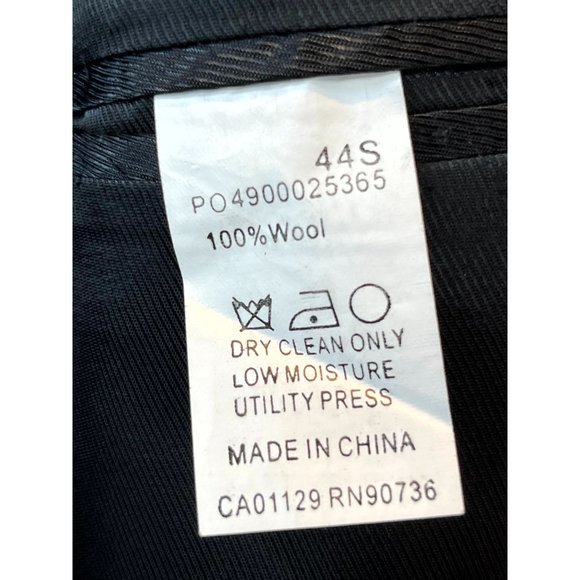 44S
PO4900025365
100%Wool
DRY CLEAN ONLY
LOW MOISTURE
UTILITY PRESS
MADE IN CHINA
CA01129 RN90736